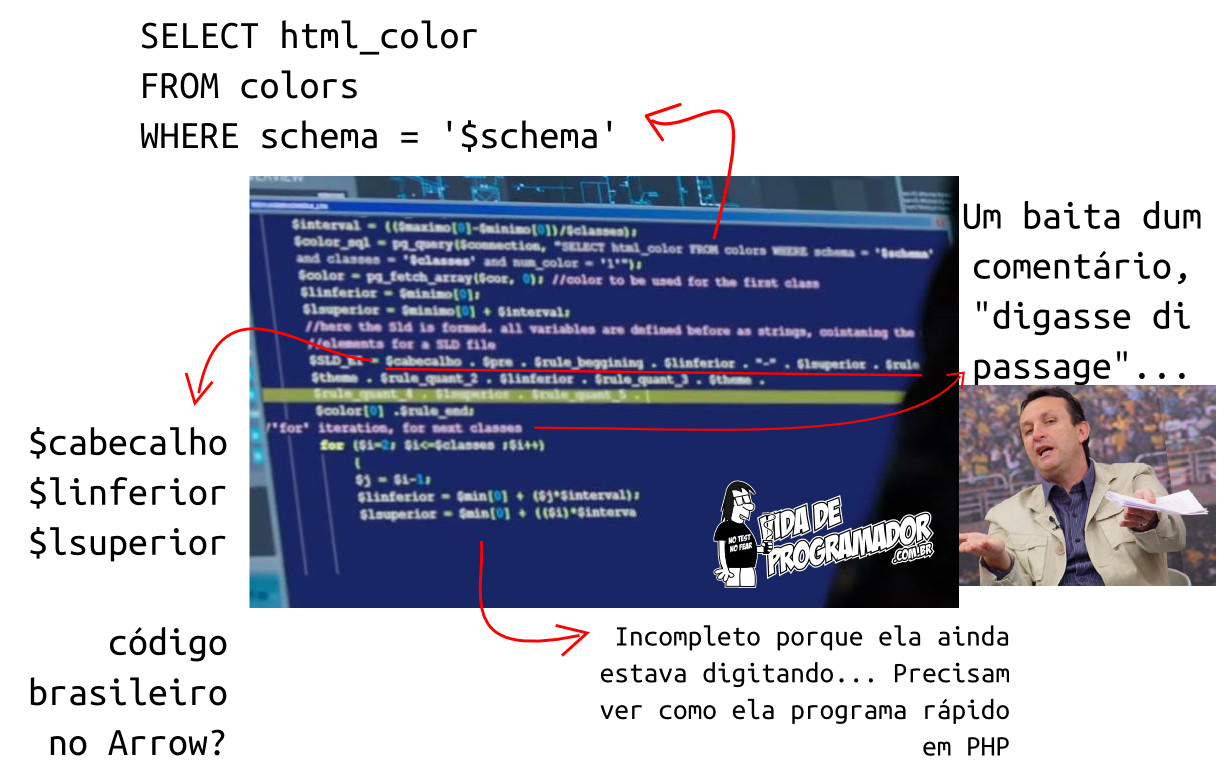 SELECT html_color
FROM colors
WHERE schema = '$schema'
$interval = (($maximo[0]-$minimo[0])/$classes);
$color_sql = pg_query($connection, "SELECT html_color FROM colors WHERE schema = '$schema'
and classes = '$classes' and num_color = '1'");
$color = pg_fetch_array($cor, 0); //color to be used for the first class
$linferior = $minimo[0];
$lsuperior = $minimo[0] + $interval;
//here the Sld is formed. all variables are defined before as strings, cointaming the
//elements for a SLD file
$SLD_ET = $cabecalho . $pre . $rule_beggining . $linferior . "-" . $lsuperior . $rule
$theme . $rule_quant_2 . $linferior . $rule_quant_3 . $theme .
$rule_quant_4 . $lsuperior . $rule_quant_5 .
$color[0] .$rule_end;
/'for' iteration, for next classes
for ($i=2; $i<=$classes ;$i++)
{
$j = $i-1;
$linferior = $min[0] + ($j*$interval);
$lsuperior = $min[0] + (($i)*$interva
NO TEST
NO FEAR
VIDA DE
PROGRAMADOR
.COM.BR
Um baita dum
comentário,
"digasse di
passage"...
$cabecalho
$linferior
$lsuperior
código
brasileiro
no Arrow?
Incompleto porque ela ainda
estava digitando... Precisam
ver como ela programa rápido
em PHP